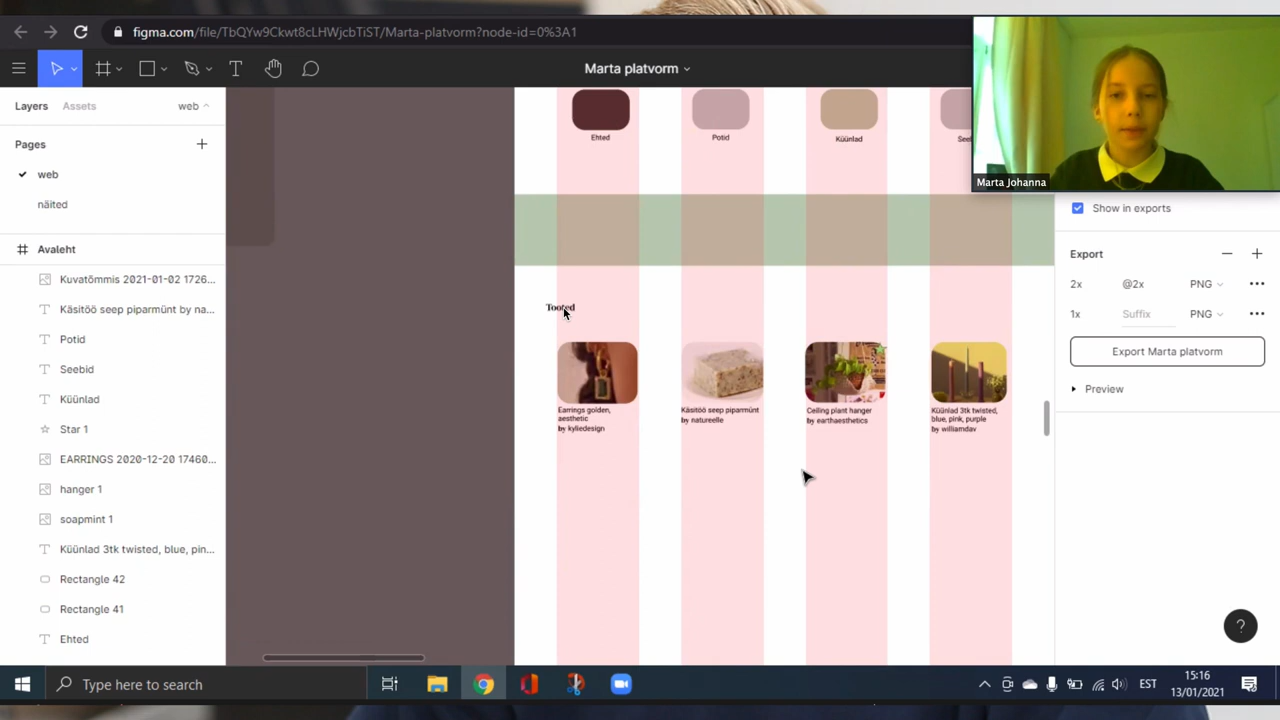 figma.com/file/TbQYw9Ckwt8cLHWjcbTiST/Marta-platvorm?node-id=0%3A1
Marta platvorm
Marta Johanna
Layers
Assets
web
Pages
web
näited
Avaleht
Kuvatõmmis 2021-01-02 1726...
Käsitöö seep piparmünt by na...
Potid
Seebid
Küünlad
Star 1
EARRINGS 2020-12-20 17460...
hanger 1
soapmint 1
Küünlad 3tk twisted, blue, pin...
Rectangle 42
Rectangle 41
Ehted
Ehted
Potid
Küünlad
Tooted
Earrings golden,
aesthetic
by kyliedesign
Käsitöö seep piparmünt
by natureelle
Ceiling plant hanger
by earthaesthetics
Küünlad 3tk twisted,
blue, pink, purple
by williamdav
Show in exports
Export
2x
@2x
PNG
1x
Suffix
PNG
Export Marta platvorm
Preview
?
Type here to search
EST
15:16
13/01/2021